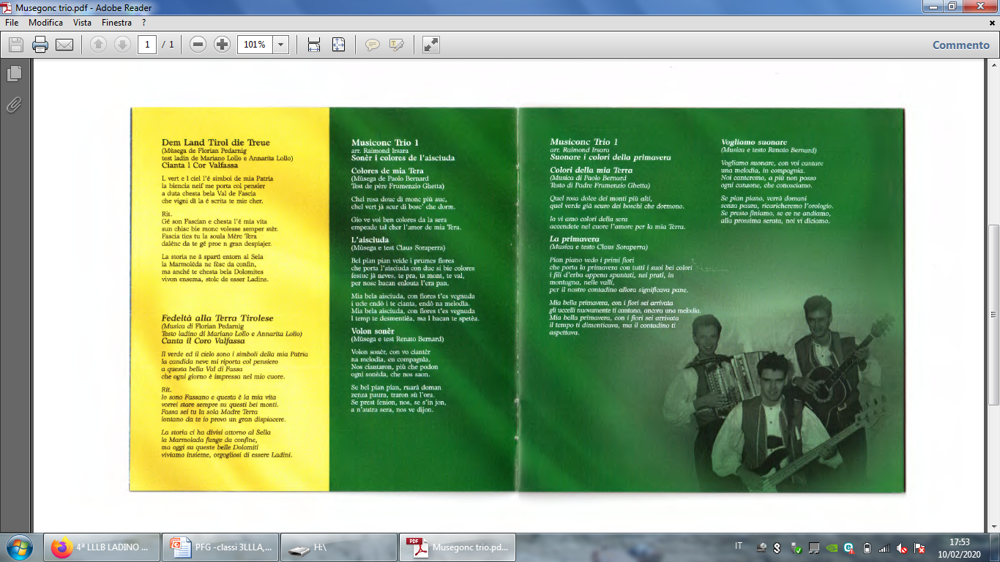 Musegonc trio.pdf - Adobe Reader
File Modifica Vista Finestra ?
1 / 1 101% Commento
Dem Land Tirol die Treue
(Mùsega de Florian Pedarnig
test ladin de Mariano Lollo e Annarita Lollo)
Cianta l Cor Valfassa
L vert e l ciel l'é simboi de mia Patria
la biencia neif me porta col pensier
a duta chesta bela Val de Fascia
che vigni dì la é scrita te mie cher.
Rit.
Gé son Fascian e chesta l'é mia vita
sun chisc bie monc volesse semper stèr.
Fascia ties tu la soula Mère Tera
dalènc da te gé proe n gran despiajer.
La storia ne à spartì entorn al Sela
la Marmolèda ne fèsc da confin,
ma anché te chesta bela Dolomites
vivon ensema, stolc de esser Ladins.
Fedeltà alla Terra Tirolese
(Musica di Florian Pedarnig
Testo ladino di Mariano Lollo e Annarita Lollo)
Canta il Coro Valfassa
Il verde ed il cielo sono i simboli della mia Patria
la candida neve mi riporta col pensiero
a questa bella Val di Fassa
che ogni giorno è impressa nel mio cuore.
Rit.
Io sono Fassano e questa è la mia vita
vorrei stare sempre su questi bei monti.
Fassa sei tu la sola Madre Terra
lontano da te io provo un gran dispiacere.
La storia ci ha divisi attorno al Sella
la Marmolada funge da confine,
ma oggi su queste belle Dolomiti
viviamo insieme, orgogliosi di essere Ladini.
Musiconc Trio 1
arr. Raimond Irsara
Sonèr i colores de l'aisciuda
Colores de mia Tera
(Mùsega de Paolo Bernard
Test de père Frumenzio Ghetta)
Chel resa douc di monc più auc,
chel vert jà scur di bosc' che dorm.
Gio ve voi ben colores da la sera
empeade tal cher l'amor de mia Tera.
L'aisciuda
(Mùsega e test Claus Soraperra)
Bel pian pian veide i prumes fiores
che porta l'aisciuda con duc si bie colores
festuc jà neves, te pra, ta mont, te val,
per nosc bacan enlouta l'era pan.
Mia bela aisciuda, con fiores t'es vegnuda
i ucie endò i te cianta, endò na melodìa.
Mia bela aisciuda, con fiores t'es vegnuda
l temp te desmentièa, ma l bacan te spetèa.
Volon sonèr
(Mùsega e test Renato Bernard)
Volon sonèr, con vo ciantèr
na melodìa, en compagnìa.
Nos ciantaron, più che podon
ogni sonèda, che nos saon.
Se bel pian pian, ruarà doman
zenza paura, traron sù l'ora.
Se prest fenion, nos, se s'in jon,
a n'autra sera, nos ve dijon.
Musiconc Trio 1
arr. Raimond Irsara
Suonare i colori della primavera
Colori della mia Terra
(Musica di Paolo Bernard
Testo di Padre Frumenzio Ghetta)
Quel rosa dolce dei monti più alti,
quel verde già scuro dei boschi che dormono.
Io vi amo colori della sera
accendete nel cuore l'amore per la mia Terra.
La primavera
(Musica e testo Claus Soraperra)
Pian piano vedo i primi fiori
che porta la primavera con tutti i suoi bei colori
i fili d'erba appena spuntati, nei prati, in
montagna, nelle valli,
per il nostro contadino allora significava pane.
Mia bella primavera, con i fiori sei arrivata
gli uccelli nuovamente ti cantano, ancora una melodia.
Mia bella primavera, con i fiori sei arrivata
il tempo ti dimenticava, ma il contadino ti
aspettava.
Vogliamo suonare
(Musica e testo Renato Bernard)
Vogliamo suonare, con voi cantare
una melodia, in compagnia.
Noi canteremo, a più non posso
ogni canzone, che conosciamo.
Se pian piano, verrà domani
senza paura, ricaricheremo l'orologio.
Se presto finiamo, se ce ne andiamo,
alla prossima serata, noi vi diciamo.
4ª LLLB LADINO ... PFG -classi 3LLLA,... H:\ Musegonc trio.pd... IT 17:53
10/02/2020